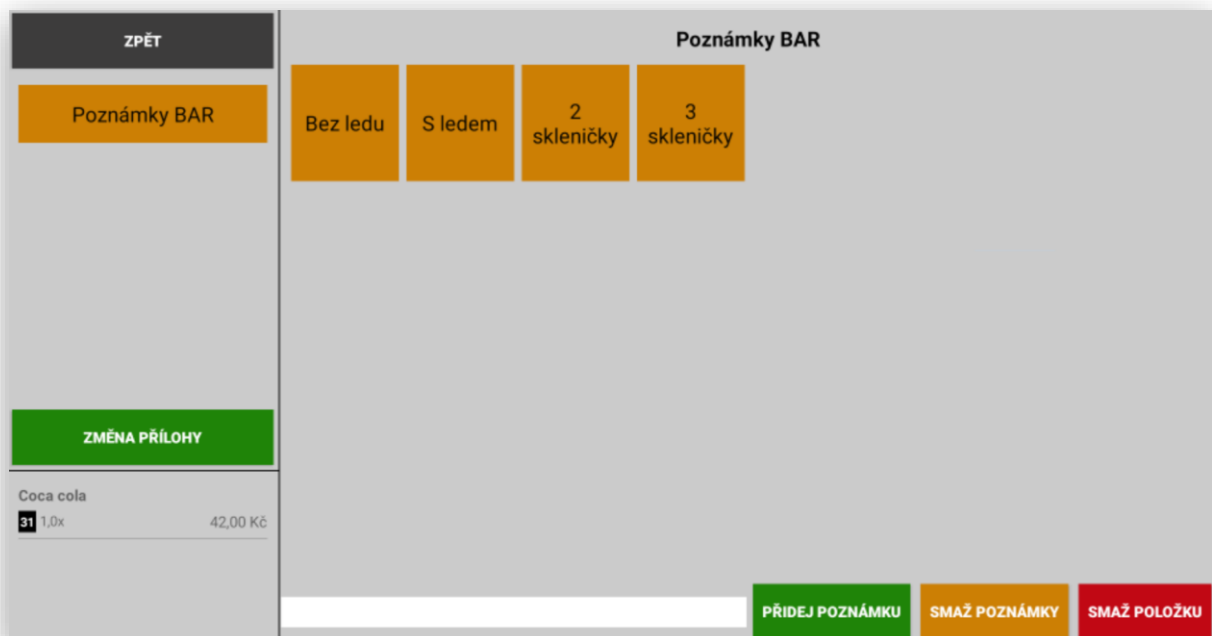 ZPĚT
Poznámky BAR
Poznámky BAR
Bez ledu
S ledem
2
skleničky
3
skleničky
ZMĚNA PŘÍLOHY
Coca cola
31 1,0x 42,00 Kč
PŘIDEJ POZNÁMKU
SMAŽ POZNÁMKY
SMAŽ POLOŽKU